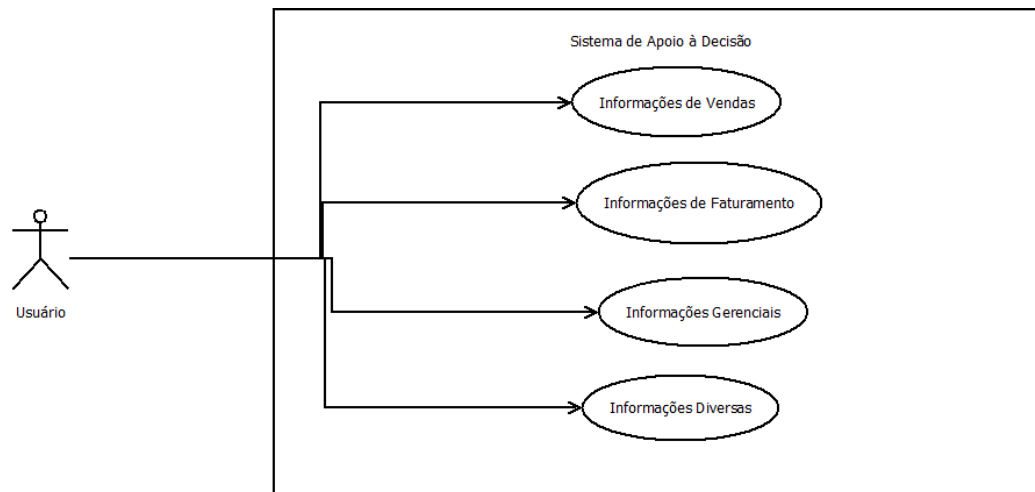 Sistema de Apoio à Decisão
Informações de Vendas
Informações de Faturamento
Usuário
Informações Gerenciais
Informações Diversas